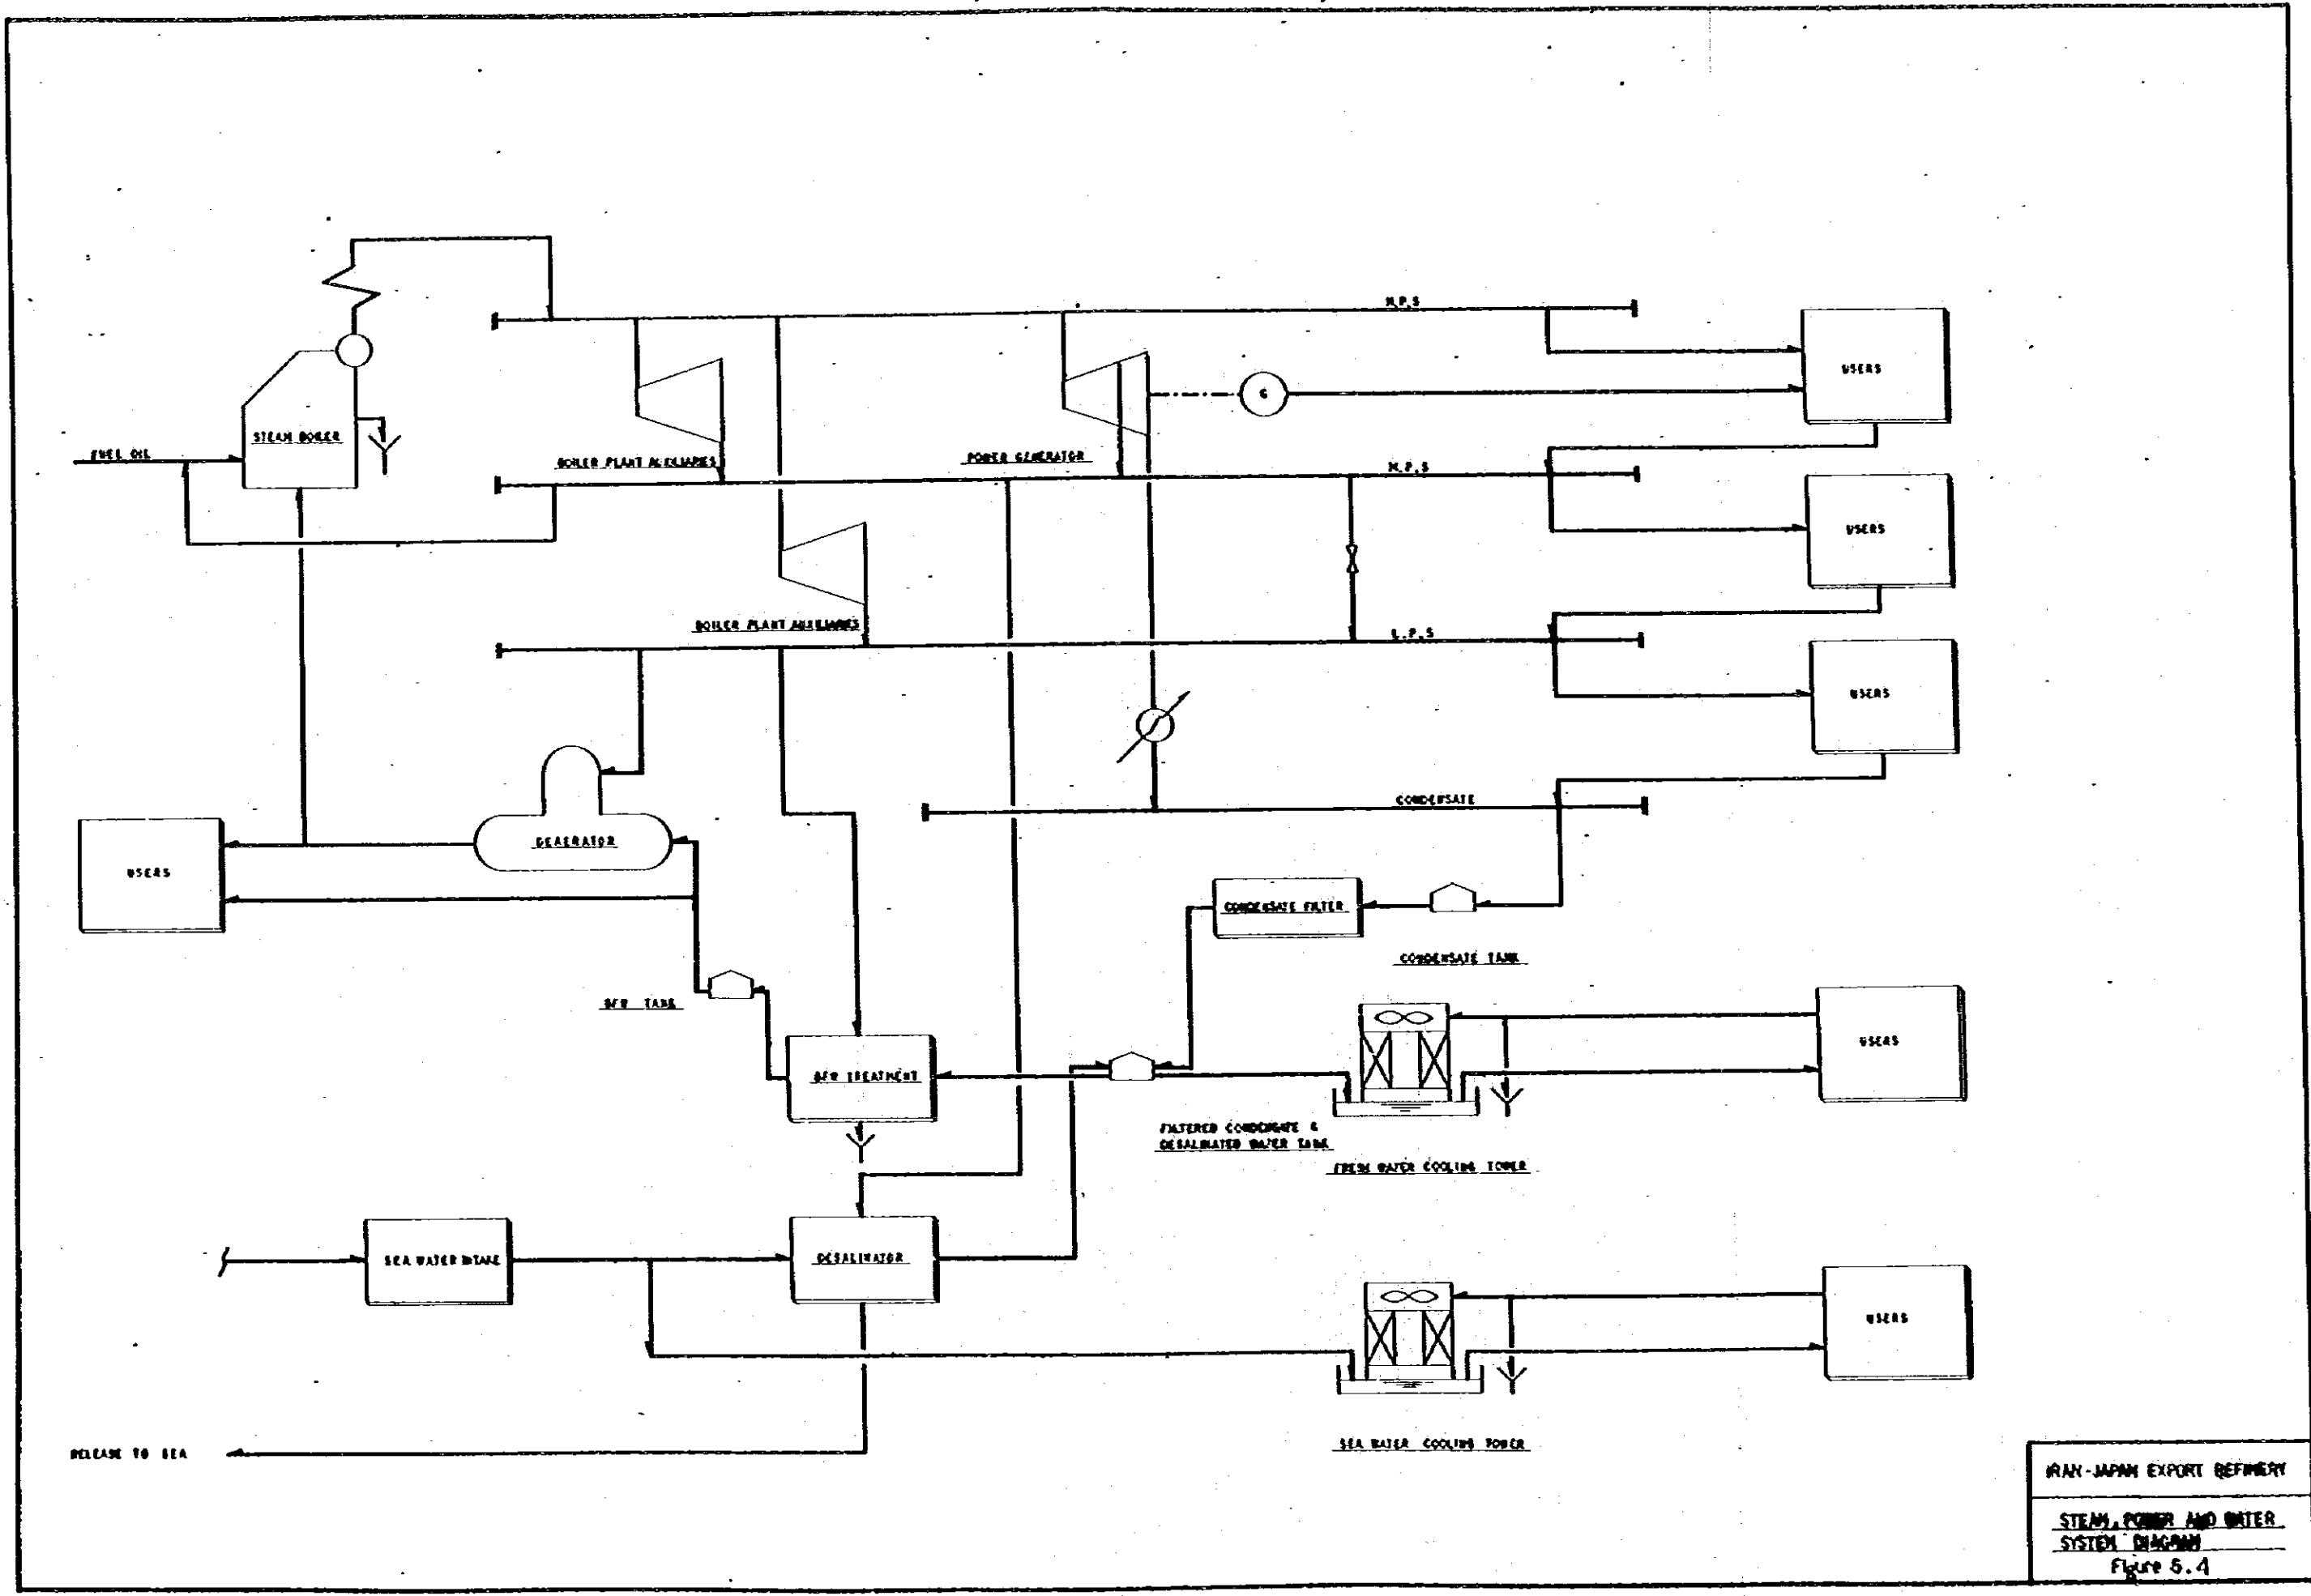 H.P.S
USERS
STEAM BOILER
G
FUEL OIL
BOILER PLANT AUXILIARIES
POWER GENERATOR
M.P.S
USERS
BOILER PLANT AUXILIARIES
L.P.S
USERS
CONDENSATE
DEAERATOR
USERS
CONDENSATE FILTER
CONDENSATE TANK
BFW TANK
USERS
BFW TREATMENT
FILTERED CONDENSATE &
DESALINATED WATER TANK
FRESH WATER COOLING TOWER
SEA WATER INTAKE
DESALINATOR
USERS
SEA WATER COOLING TOWER
RELEASE TO SEA
IRAN-JAPAN EXPORT REFINERY
STEAM, POWER AND WATER
SYSTEM DIAGRAM
Figure 6.4